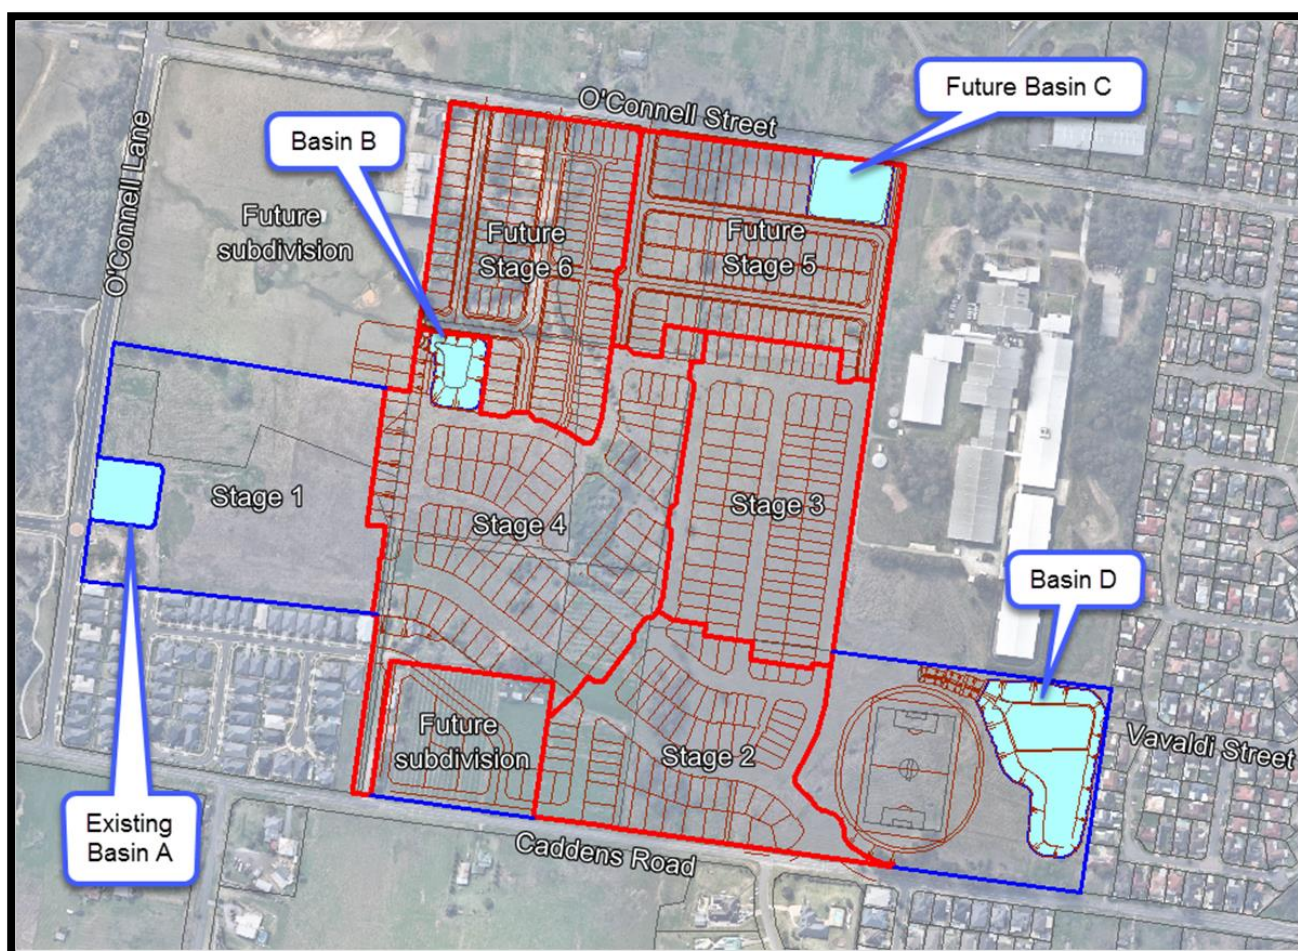 O'Connell Street
Future Basin C
Basin B
O'Connell Lane
Future
subdivision
Future
Stage 6
Future
Stage 5
Stage 1
Stage 4
Stage 3
Basin D
Future
subdivision
Stage 2
Vavaldi Street
Existing
Basin A
Caddens Road